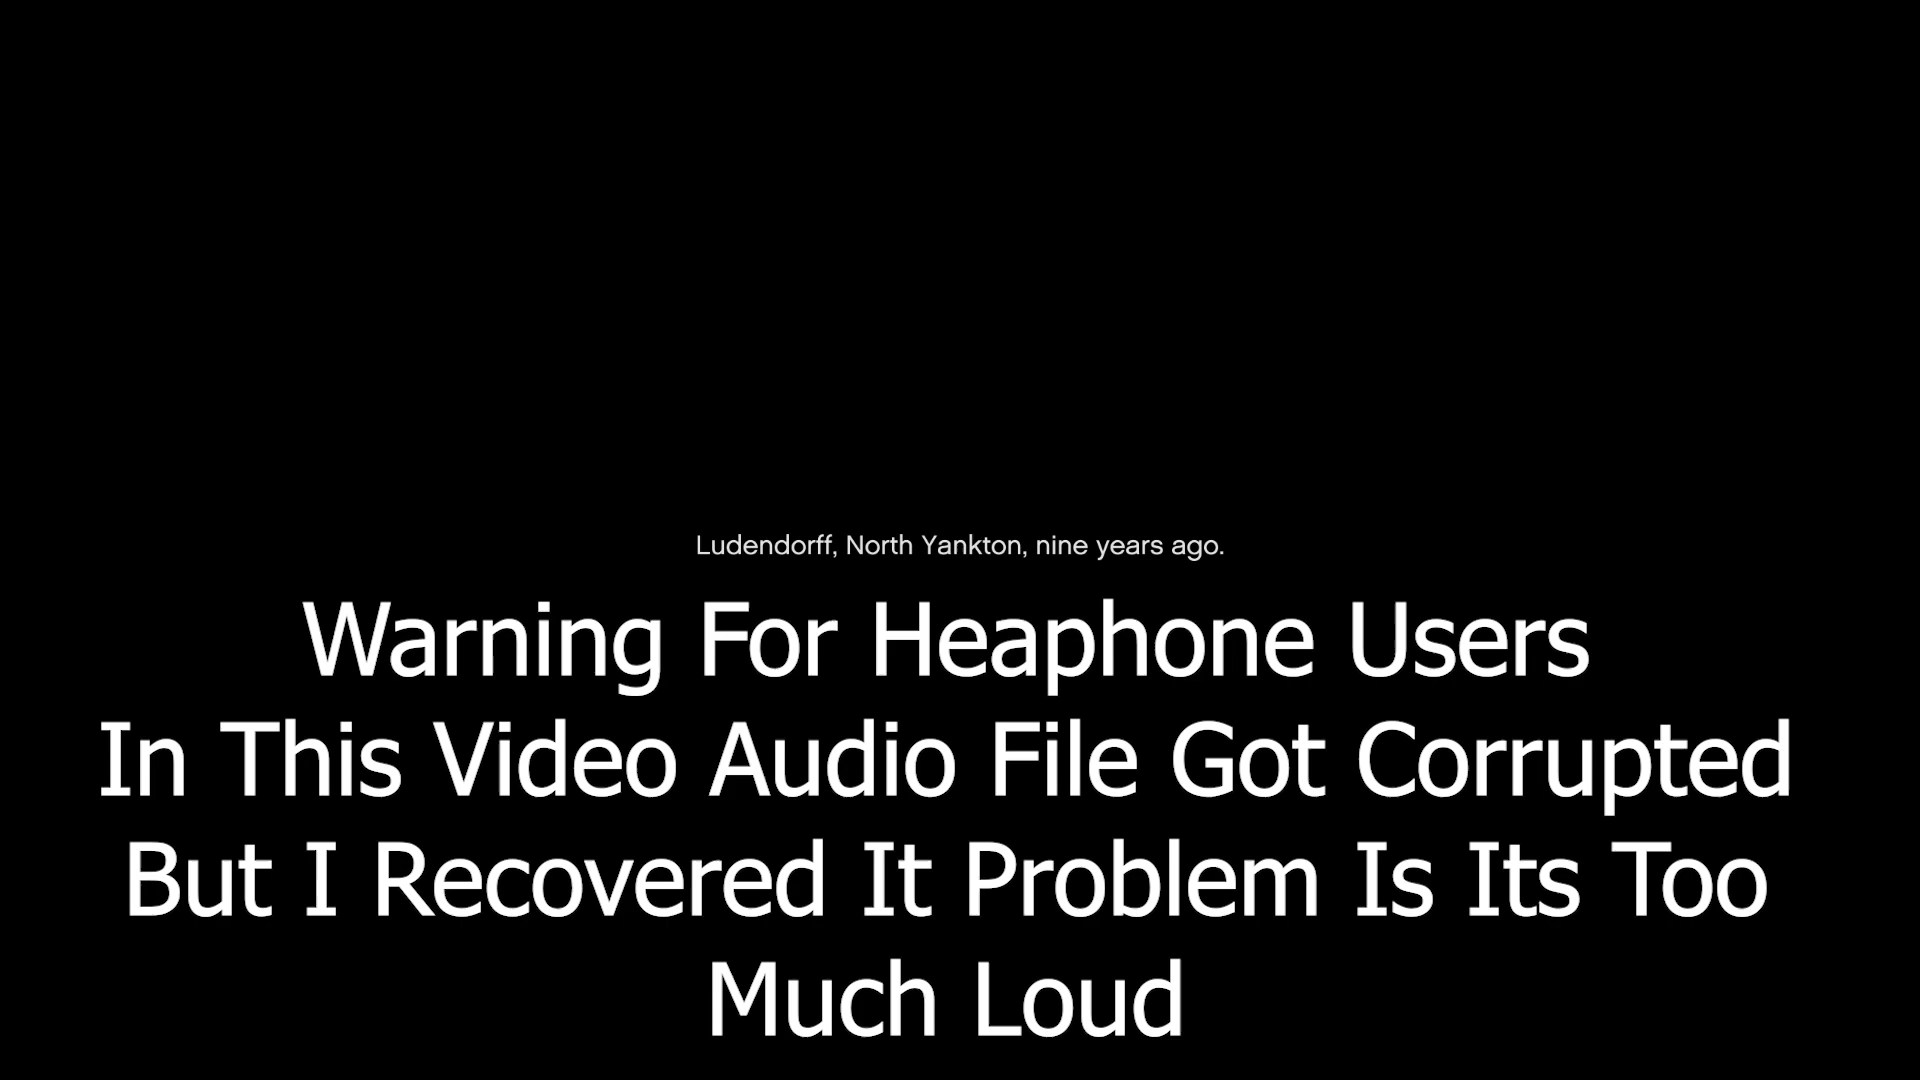 Ludendorff, North Yankton, nine years ago.
Warning For Heaphone Users
In This Video Audio File Got Corrupted
But I Recovered It Problem Is Its Too
Much Loud